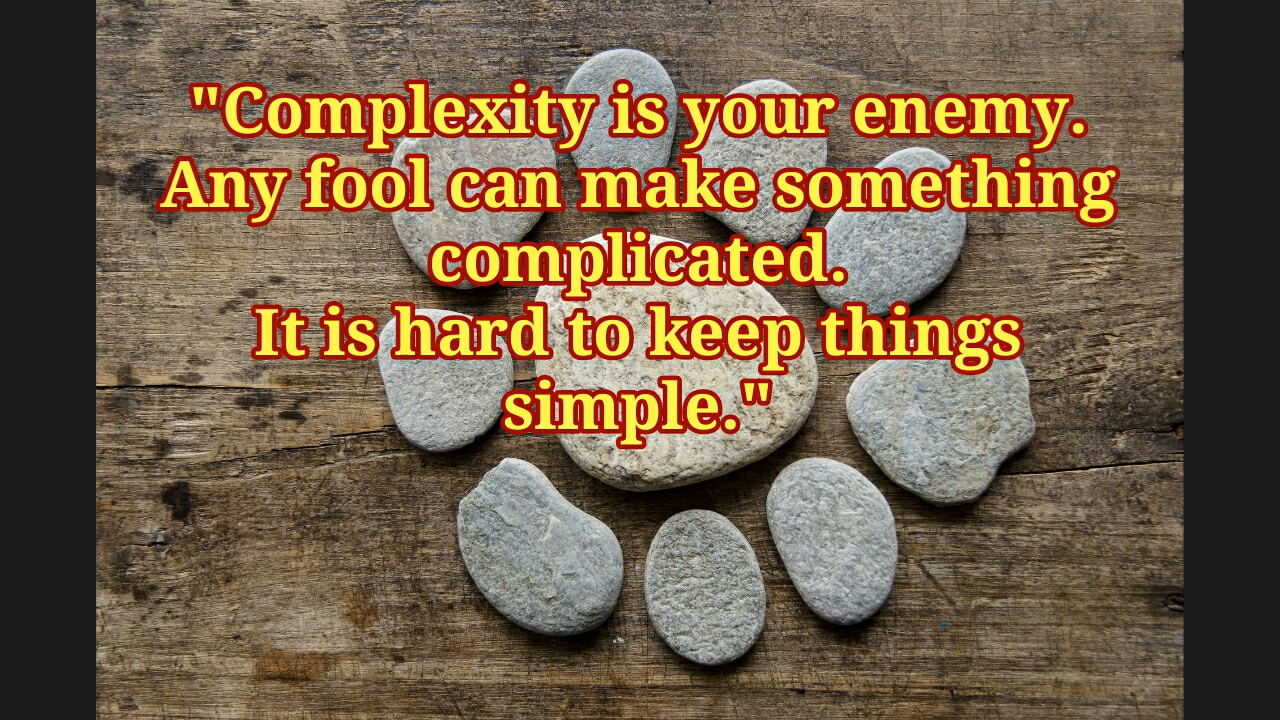 "Complexity is your enemy.
Any fool can make something
complicated.
It is hard to keep things
simple."